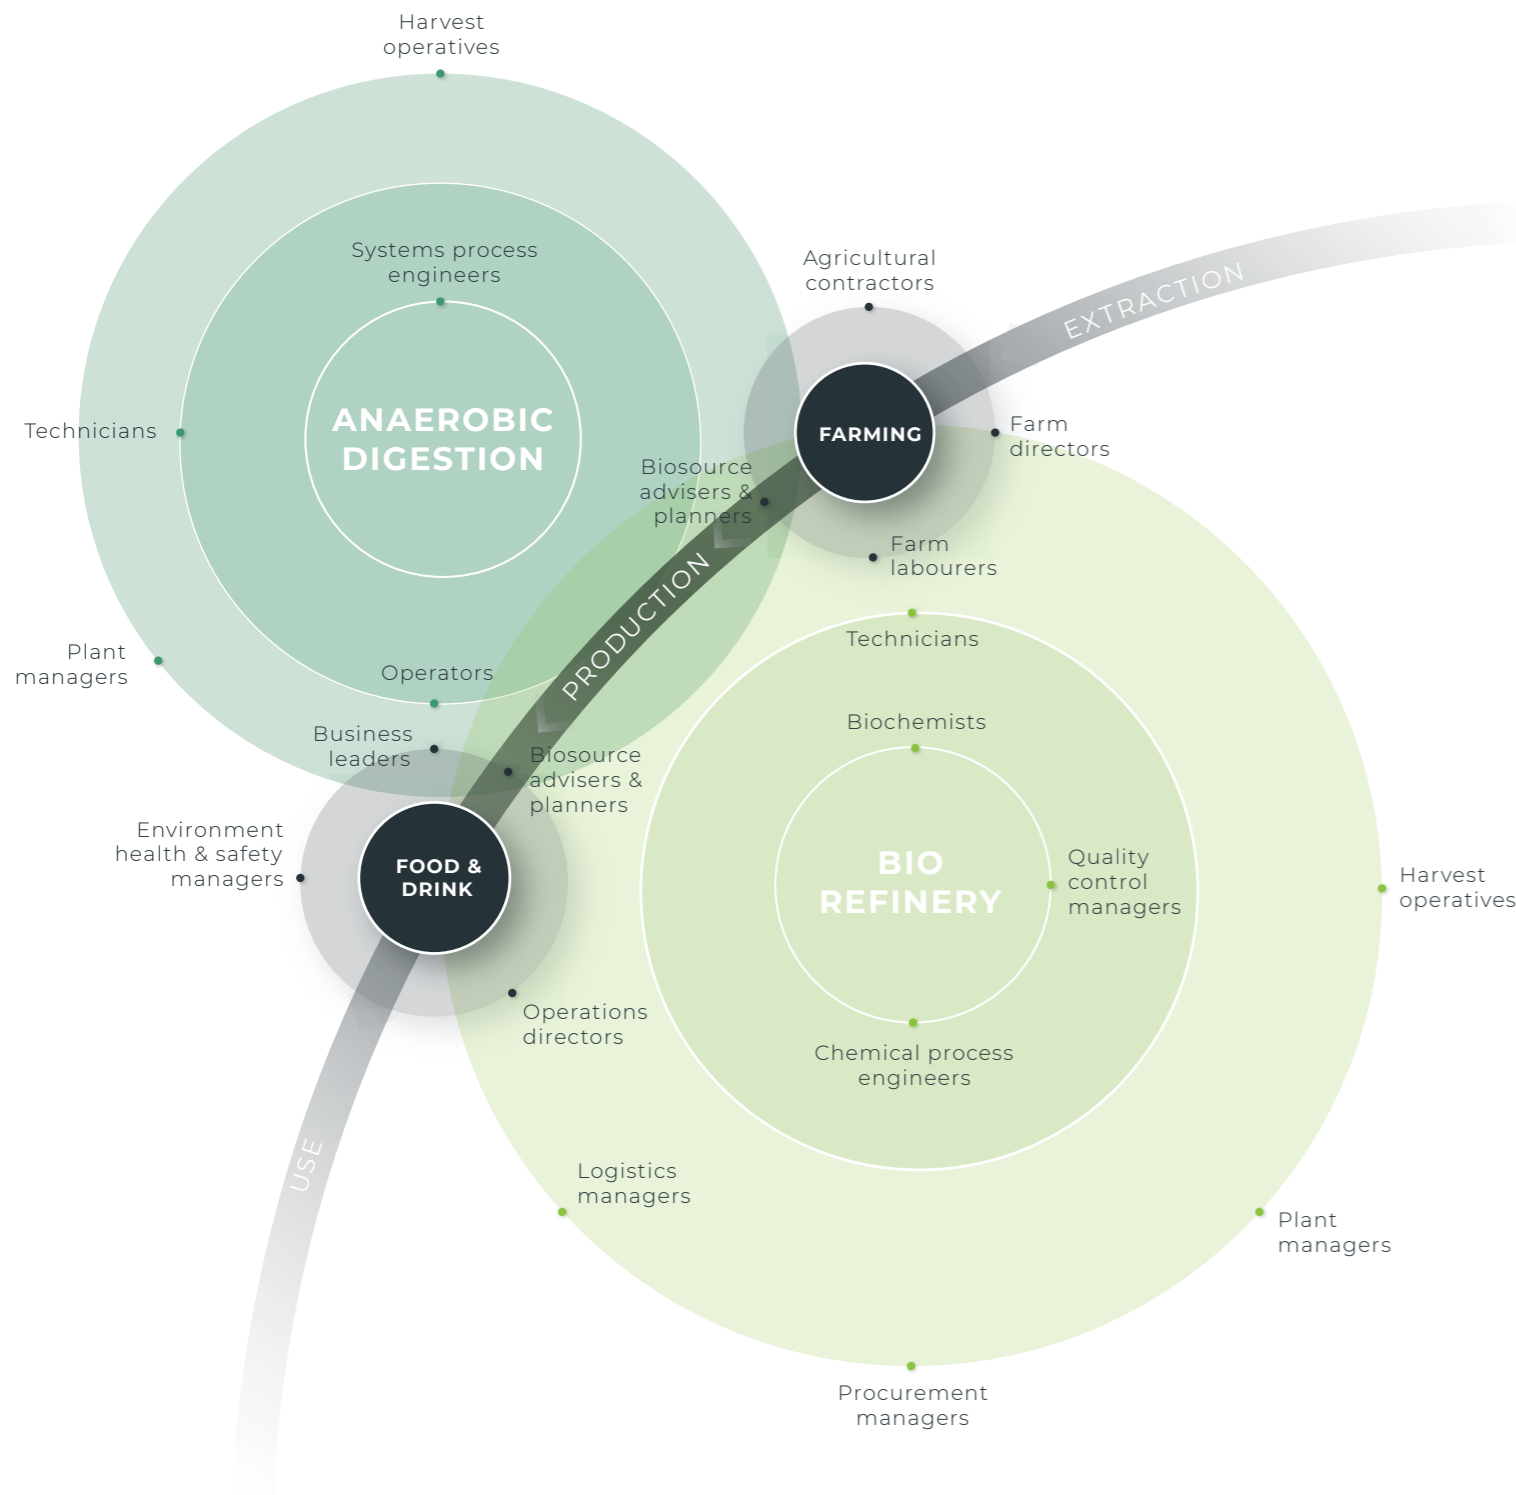 Harvest
operatives
Systems process
engineers
ANAEROBIC
DIGESTION
Technicians
Plant
managers
Operators
Agricultural
contractors
EXTRACTION
FARMING
Farm
directors
Biosource
advisers &
planners
Farm
labourers
PRODUCTION
Technicians
Business
leaders
Biosource
advisers &
planners
Environment
health & safety
managers
FOOD &
DRINK
Operations
directors
Biochemists
BIO
REFINERY
Quality
control
managers
Harvest
operatives
Chemical process
engineers
USE
Logistics
managers
Plant
managers
Procurement
managers